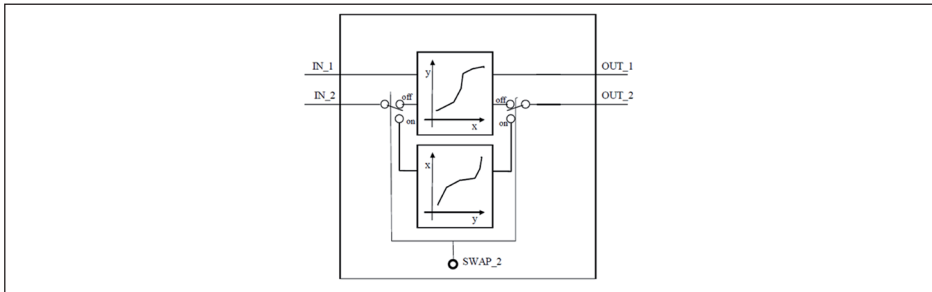 IN_1
OUT_1
y
x
IN_2
off
off
OUT_2
on
on
x
y
SWAP_2